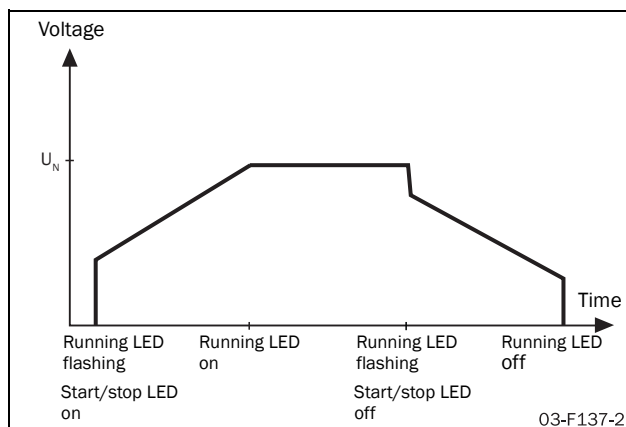 Voltage
U_N
Time
Running LED
flashing
Start/stop LED
on
Running LED
on
Running LED
flashing
Start/stop LED
off
Running LED
off
03-F137-2